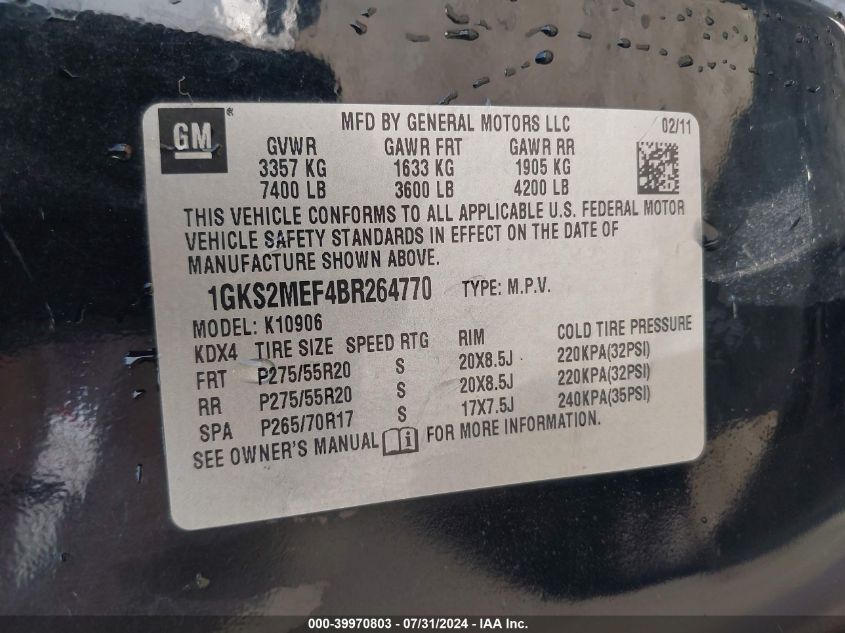 GM ® MFD BY GENERAL MOTORS LLC 02/11
GVWR GAWR FRT GAWR RR
3357 KG 1633 KG 1905 KG
7400 LB 3600 LB 4200 LB
THIS VEHICLE CONFORMS TO ALL APPLICABLE U.S. FEDERAL MOTOR
VEHICLE SAFETY STANDARDS IN EFFECT ON THE DATE OF
MANUFACTURE SHOWN ABOVE.
1GKS2MEF4BR264770 TYPE: M.P.V.
MODEL: K10906
KDX4 TIRE SIZE SPEED RTG RIM COLD TIRE PRESSURE
FRT P275/55R20 S 20X8.5J 220KPA(32PSI)
RR P275/55R20 S 20X8.5J 220KPA(32PSI)
SPA P265/70R17 S 17X7.5J 240KPA(35PSI)
SEE OWNER'S MANUAL i FOR MORE INFORMATION.
000-39970803 - 07/31/2024 - IAA Inc.